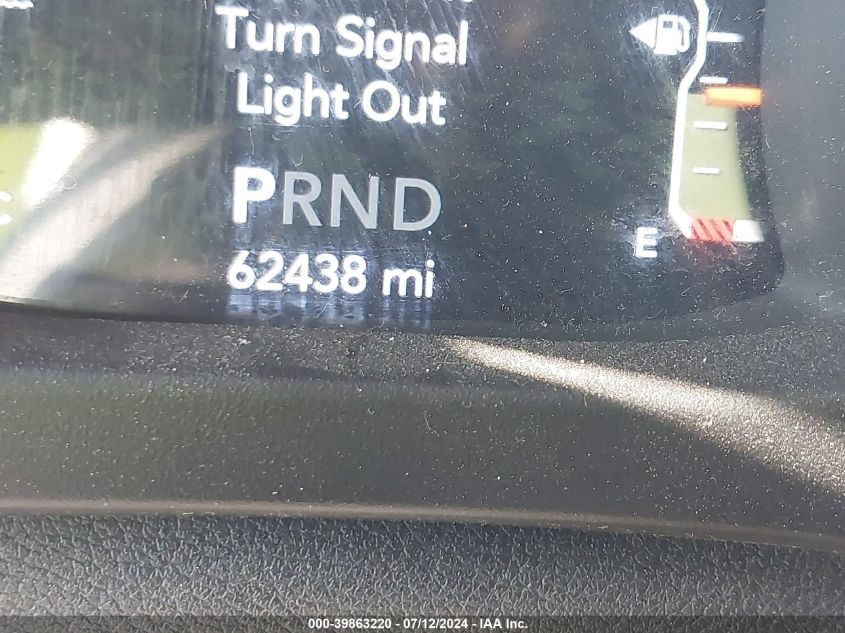 Turn Signal
Light Out
PRND
E
62438 mi
000-39863220 - 07/12/2024 - IAA Inc.